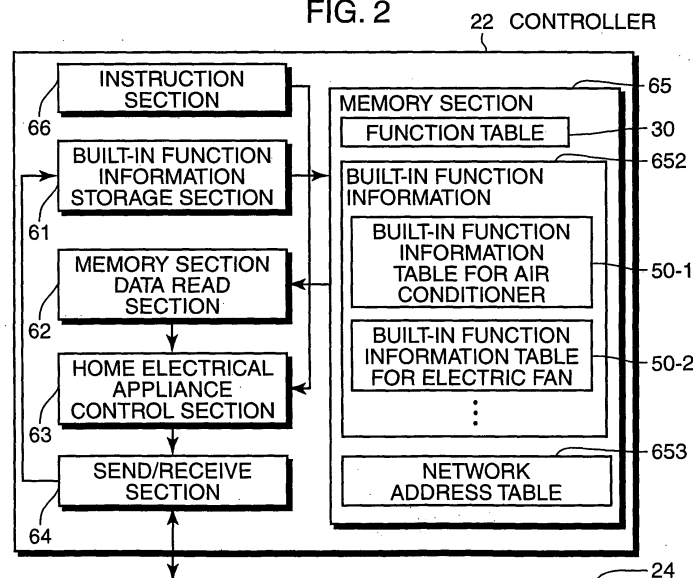 FIG. 2
22 CONTROLLER
INSTRUCTION
SECTION
66
BUILT-IN FUNCTION
INFORMATION
STORAGE SECTION
61
MEMORY SECTION
DATA READ
SECTION
62
HOME ELECTRICAL
APPLIANCE
CONTROL SECTION
63
SEND/RECEIVE
SECTION
64
65
MEMORY SECTION
FUNCTION TABLE
30
652
BUILT-IN FUNCTION
INFORMATION
BUILT-IN FUNCTION
INFORMATION
TABLE FOR AIR
CONDITIONER
50-1
BUILT-IN FUNCTION
INFORMATION TABLE
FOR ELECTRIC FAN
50-2
653
NETWORK
ADDRESS TABLE
24